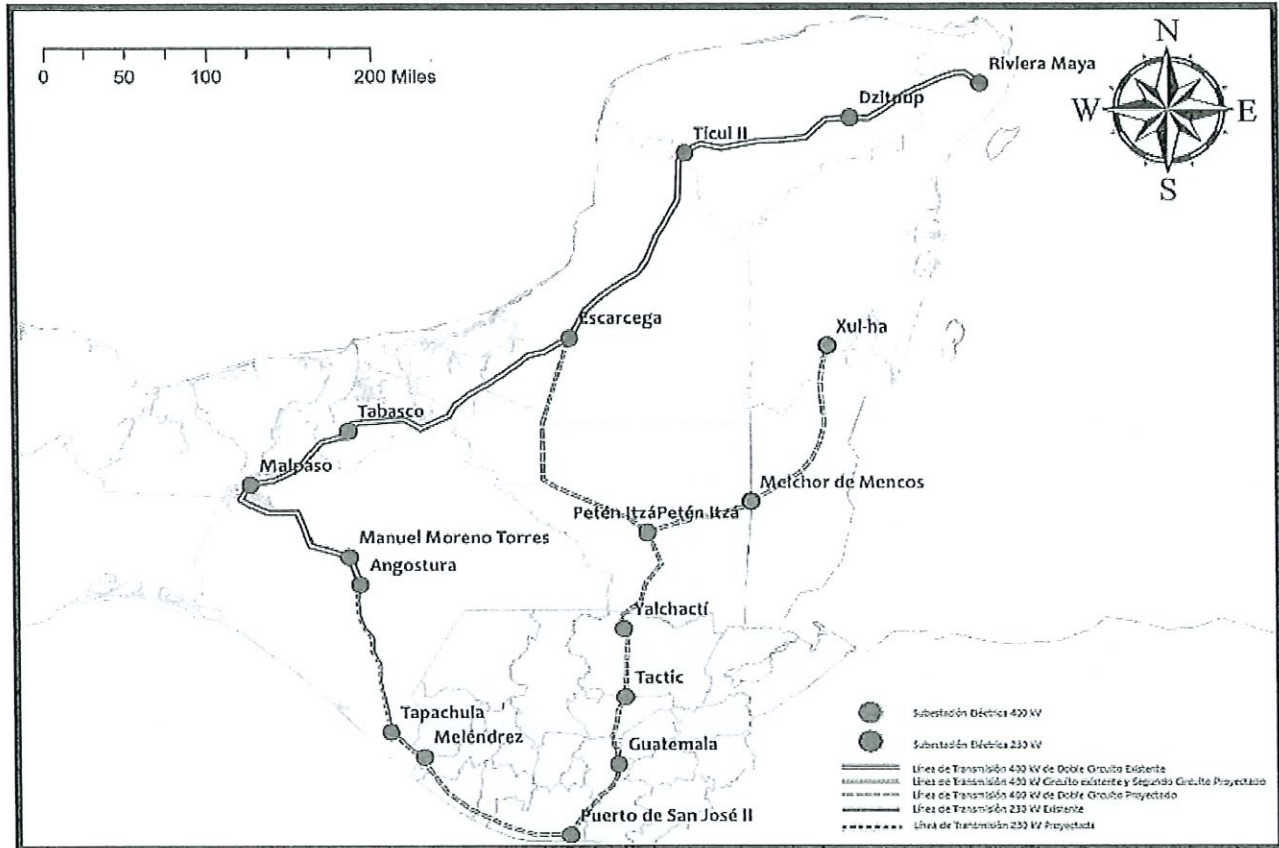 N
W E
S
0 50 100 200 Miles
Riviera Maya
Dzitnup
Ticul II
Escarcega
Xul-ha
Tabasco
Malpaso
Melchor de Mencos
Petén ItzáPetén Itzá
Manuel Moreno Torres
Angostura
Yalchactí
Tactic
Tapachula
Meléndrez
Guatemala
Puerto de San José II
Subestación Eléctrica 400 kV
Subestación Eléctrica 230 kV
Línea de Transmisión 400 kV de Doble Circuito Existente
Línea de Transmisión 400 kV Circuito existente y Segundo Circuito Proyectado
Línea de Transmisión 400 kV de Doble Circuito Proyectado
Línea de Transmisión 230 kV Existente
Línea de Transmisión 230 kV Proyectada